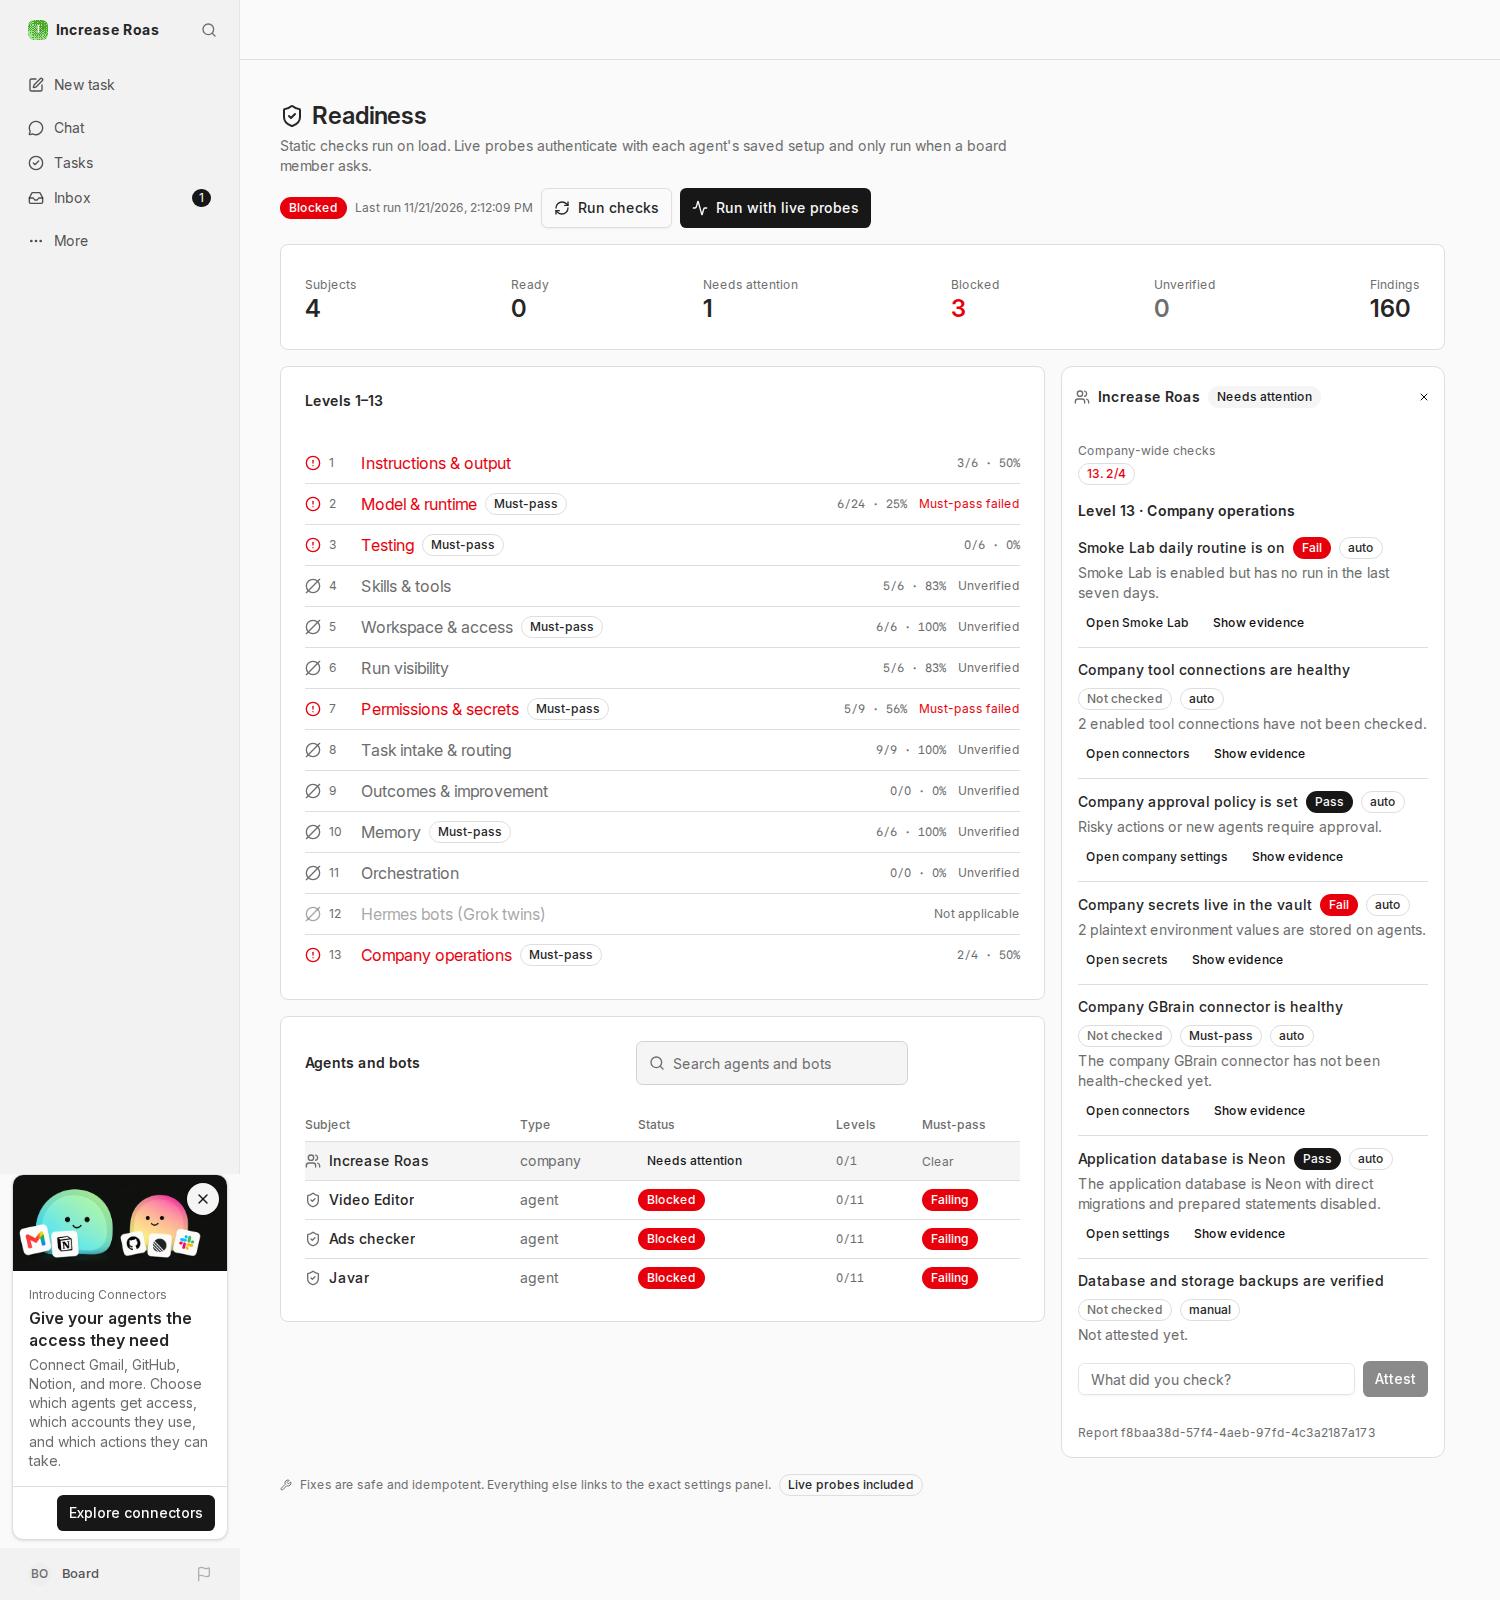 Increase Roas
New task
Chat
Tasks
Inbox
1
More
Readiness
Static checks run on load. Live probes authenticate with each agent's saved setup and only run when a board
member asks.
Blocked Last run 11/21/2026, 2:12:09 PM Run checks Run with live probes
Subjects Ready Needs attention Blocked Unverified Findings
4 0 1 3 0 160
Levels 1–13
1 Instructions & output 3/6 · 50%
2 Model & runtime Must-pass 6/24 · 25% Must-pass failed
3 Testing Must-pass 0/6 · 0%
4 Skills & tools 5/6 · 83% Unverified
5 Workspace & access Must-pass 6/6 · 100% Unverified
6 Run visibility 5/6 · 83% Unverified
7 Permissions & secrets Must-pass 5/9 · 56% Must-pass failed
8 Task intake & routing 9/9 · 100% Unverified
9 Outcomes & improvement 0/0 · 0% Unverified
10 Memory Must-pass 6/6 · 100% Unverified
11 Orchestration 0/0 · 0% Unverified
12 Hermes bots (Grok twins) Not applicable
13 Company operations Must-pass 2/4 · 50%
Agents and bots
Search agents and bots
Subject Type Status Levels Must-pass
Increase Roas company Needs attention 0/1 Clear
Video Editor agent Blocked 0/11 Failing
Ads checker agent Blocked 0/11 Failing
Javar agent Blocked 0/11 Failing
Increase Roas Needs attention
Company-wide checks
13. 2/4
Level 13 · Company operations
Smoke Lab daily routine is on Fail auto
Smoke Lab is enabled but has no run in the last
seven days.
Open Smoke Lab Show evidence
Company tool connections are healthy
Not checked auto
2 enabled tool connections have not been checked.
Open connectors Show evidence
Company approval policy is set Pass auto
Risky actions or new agents require approval.
Open company settings Show evidence
Company secrets live in the vault Fail auto
2 plaintext environment values are stored on agents.
Open secrets Show evidence
Company GBrain connector is healthy
Not checked Must-pass auto
The company GBrain connector has not been
health-checked yet.
Open connectors Show evidence
Application database is Neon Pass auto
The application database is Neon with direct
migrations and prepared statements disabled.
Open settings Show evidence
Database and storage backups are verified
Not checked manual
Not attested yet.
What did you check? Attest
Report f8baa38d-57f4-4aeb-97fd-4c3a2187a173
Fixes are safe and idempotent. Everything else links to the exact settings panel. Live probes included
Introducing Connectors
Give your agents the
access they need
Connect Gmail, GitHub,
Notion, and more. Choose
which agents get access,
which accounts they use,
and which actions they can
take.
Explore connectors
BO Board